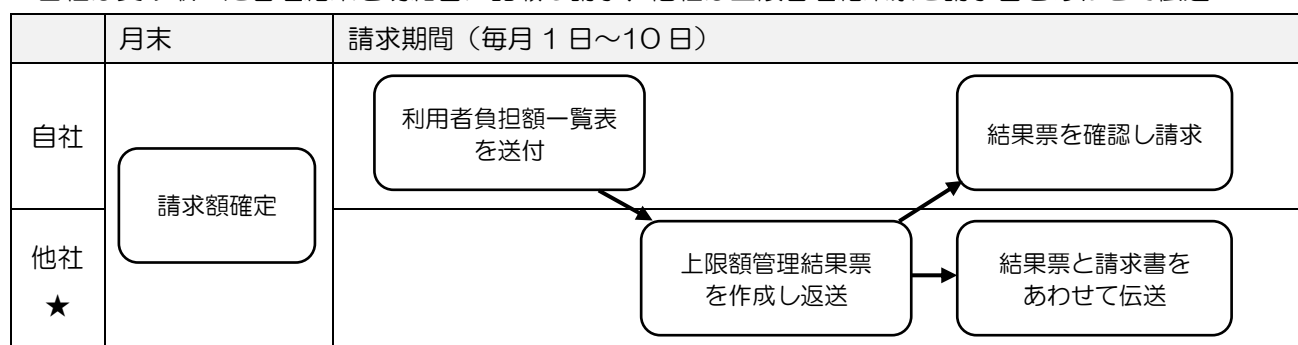 月末
請求期間（毎月１日～10日）
自社
利用者負担額一覧表
を送付
結果票を確認し請求
請求額確定
他社
★
上限額管理結果票
を作成し返送
結果票と請求書を
あわせて伝送